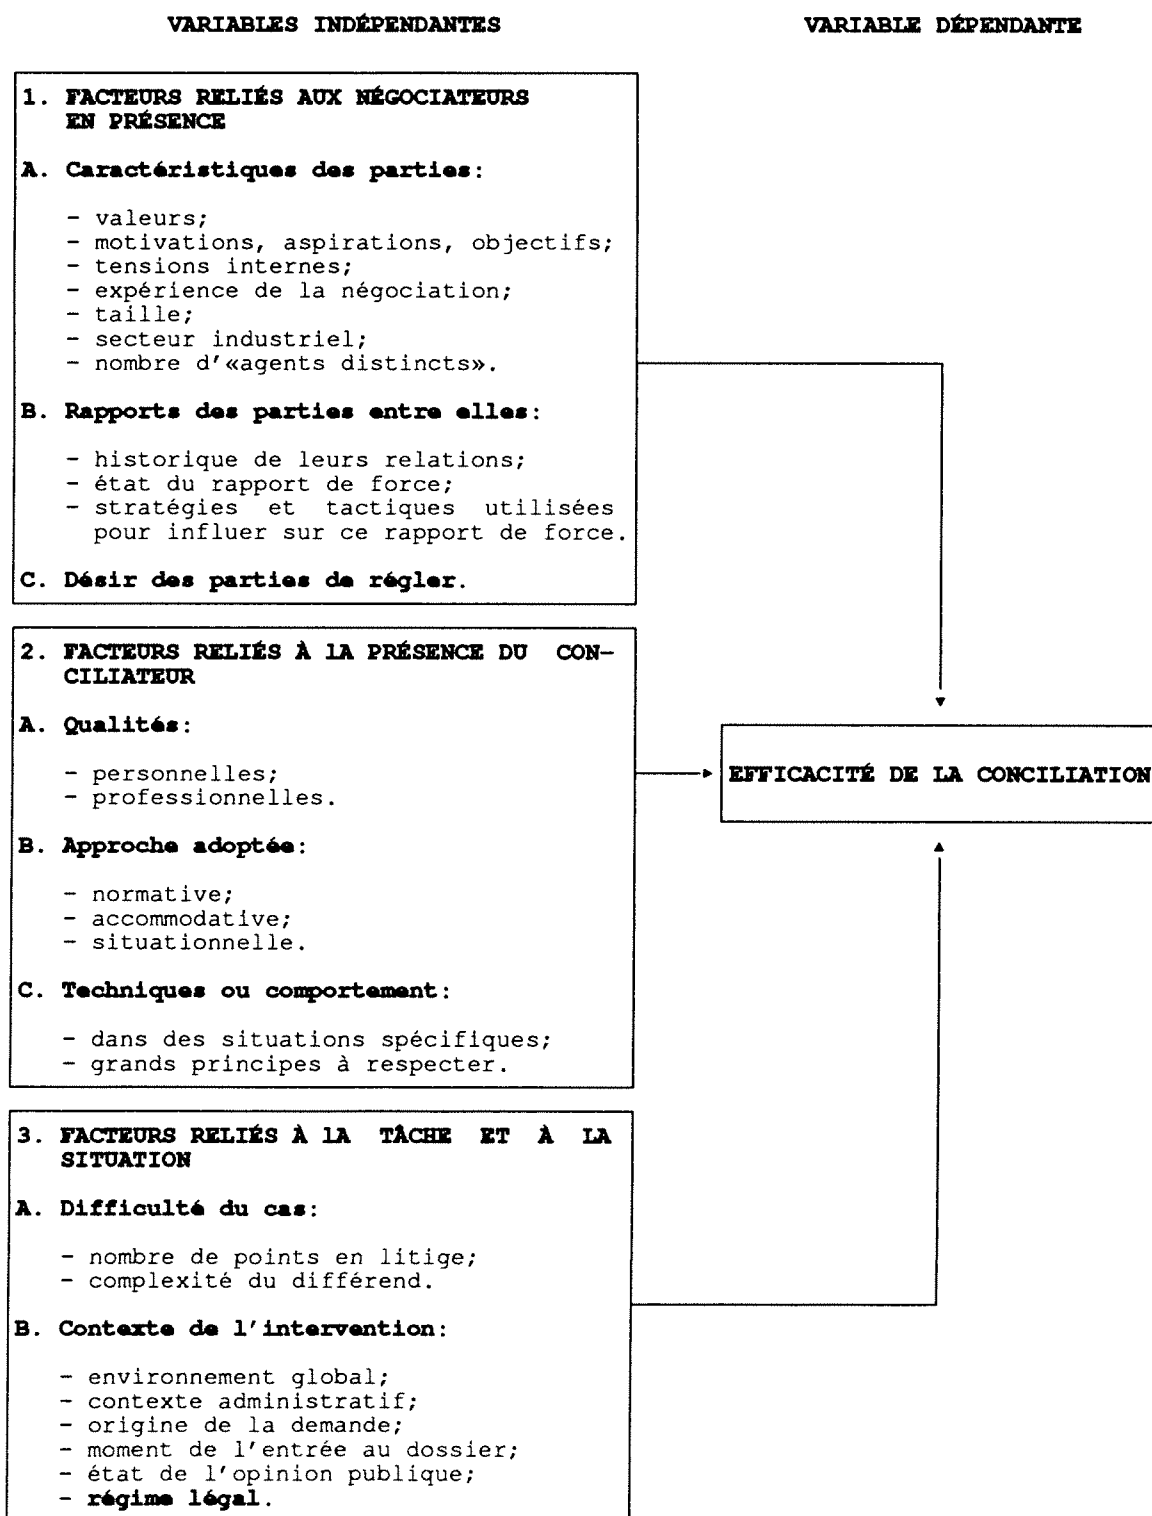 VARIABLES INDÉPENDANTES
VARIABLE DÉPENDANTE
1. FACTEURS RELIÉS AUX NÉGOCIATEURS
EN PRÉSENCE
A. Caractéristiques des parties:
- valeurs;
- motivations, aspirations, objectifs;
- tensions internes;
- expérience de la négociation;
- taille;
- secteur industriel;
- nombre d'«agents distincts».
B. Rapports des parties entre elles:
- historique de leurs relations;
- état du rapport de force;
- stratégies et tactiques utilisées
pour influer sur ce rapport de force.
C. Désir des parties de régler.
2. FACTEURS RELIÉS À lA PRÉSENCE DU CON-
CILIATEUR
A. Qualités:
- personnelles;
- professionnelles.
B. Approche adoptée:
- normative;
- accommodative;
- situationnelle.
C. Techniques ou comportement:
- dans des situations spécifiques;
- grands principes à respecter.
EFFICACITÉ DE LA CONCILIATION
3. FACTEURS RELIÉS À lA TÂCHE ET À LA
SITUATION
A. Difficulté du cas:
- nombre de points en litige;
- complexité du différend.
B. Contexte de l'intervention:
- environnement global;
- contexte administratif;
- origine de la demande;
- moment de l'entrée au dossier;
- état de l'opinion publique;
- régime légal.